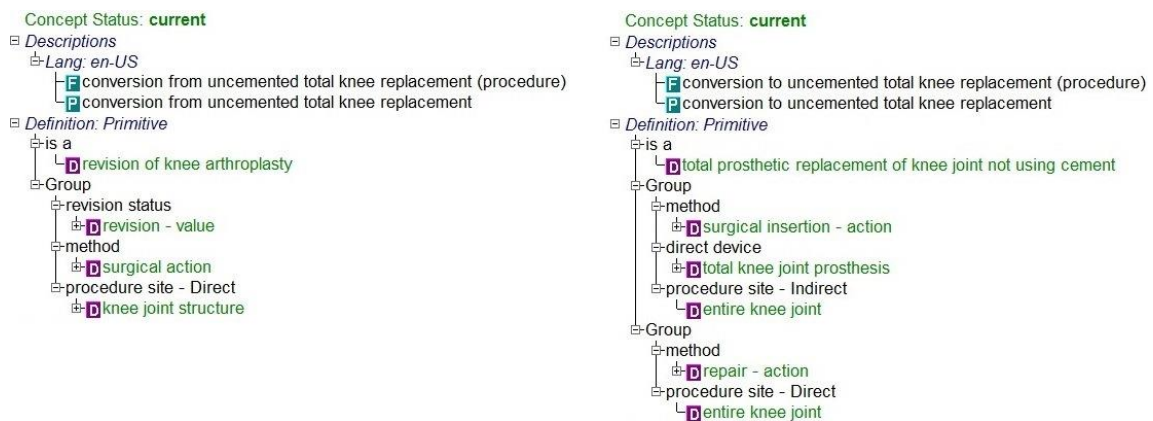 Concept Status: current
Descriptions
Lang: en-US
F conversion from uncemented total knee replacement (procedure)
P conversion from uncemented total knee replacement
Definition: Primitive
is a
D revision of knee arthroplasty
Group
revision status
D revision - value
method
D surgical action
procedure site - Direct
D knee joint structure
Concept Status: current
Descriptions
Lang: en-US
F conversion to uncemented total knee replacement (procedure)
P conversion to uncemented total knee replacement
Definition: Primitive
is a
D total prosthetic replacement of knee joint not using cement
Group
method
D surgical insertion - action
direct device
D total knee joint prosthesis
procedure site - Indirect
D entire knee joint
Group
method
D repair - action
procedure site - Direct
D entire knee joint